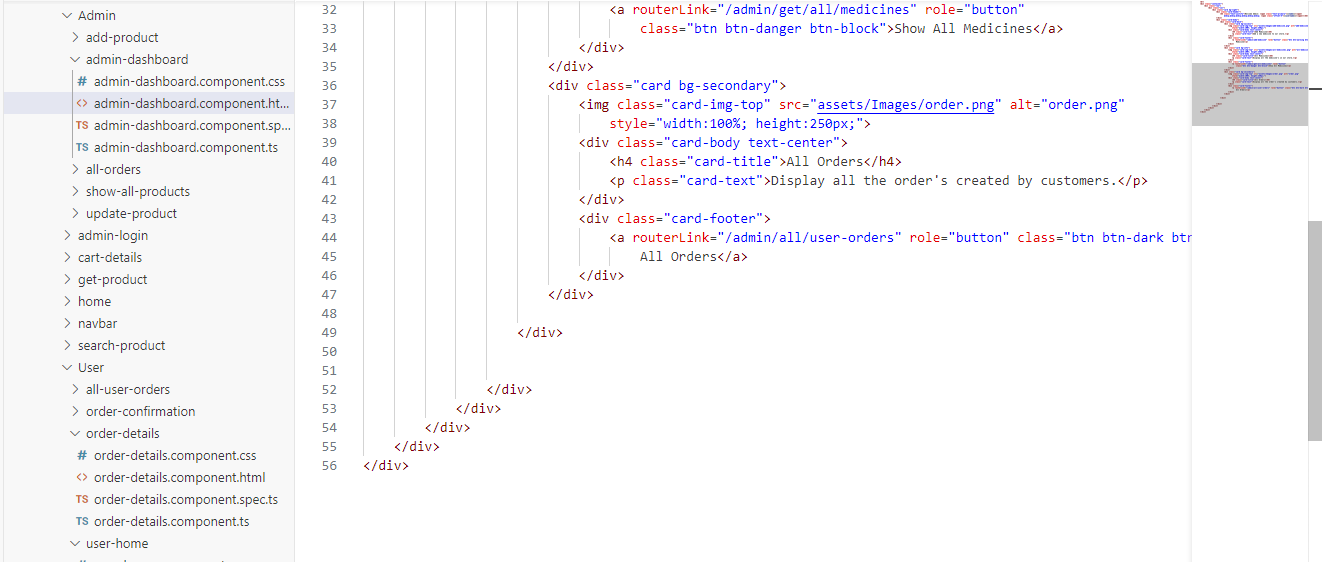 Admin
add-product
admin-dashboard
# admin-dashboard.component.css
<> admin-dashboard.component.ht...
TS admin-dashboard.component.sp...
TS admin-dashboard.component.ts
all-orders
show-all-products
update-product
admin-login
cart-details
get-product
home
navbar
search-product
User
all-user-orders
order-confirmation
order-details
# order-details.component.css
<> order-details.component.html
TS order-details.component.spec.ts
TS order-details.component.ts
user-home
32 <a routerLink="/admin/get/all/medicines" role="button"
33 class="btn btn-danger btn-block">Show All Medicines</a>
34 </div>
35 </div>
36 <div class="card bg-secondary">
37 <img class="card-img-top" src="assets/Images/order.png" alt="order.png"
38 style="width:100%; height:250px;">
39 <div class="card-body text-center">
40 <h4 class="card-title">All Orders</h4>
41 <p class="card-text">Display all the order's created by customers.</p>
42 </div>
43 <div class="card-footer">
44 <a routerLink="/admin/all/user-orders" role="button" class="btn btn-dark btn
45 All Orders</a>
46 </div>
47 </div>
48
49 </div>
50
51
52 </div>
53 </div>
54 </div>
55 </div>
56 </div>